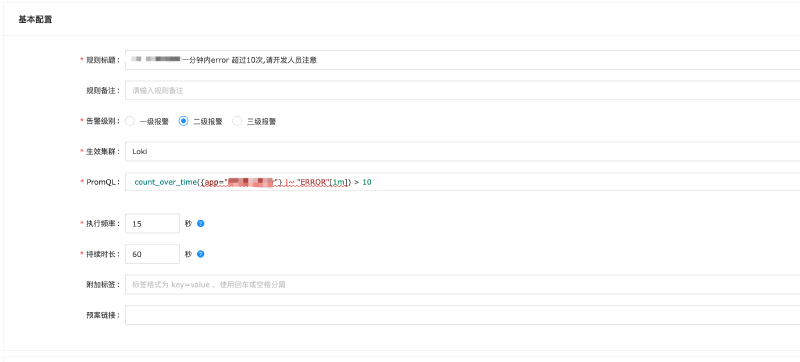 基本配置
* 规则标题： 一分钟内error 超过10次,请开发人员注意
规则备注： 请输入规则备注
* 告警级别： 一级报警 二级报警 三级报警
* 生效集群： Loki
* PromQL： count_over_time({app="r"} |~ "ERROR"[1m]) > 10
* 执行频率： 15 秒 ?
* 持续时长： 60 秒 ?
附加标签： 标签格式为 key=value ，使用回车或空格分隔
预案链接：